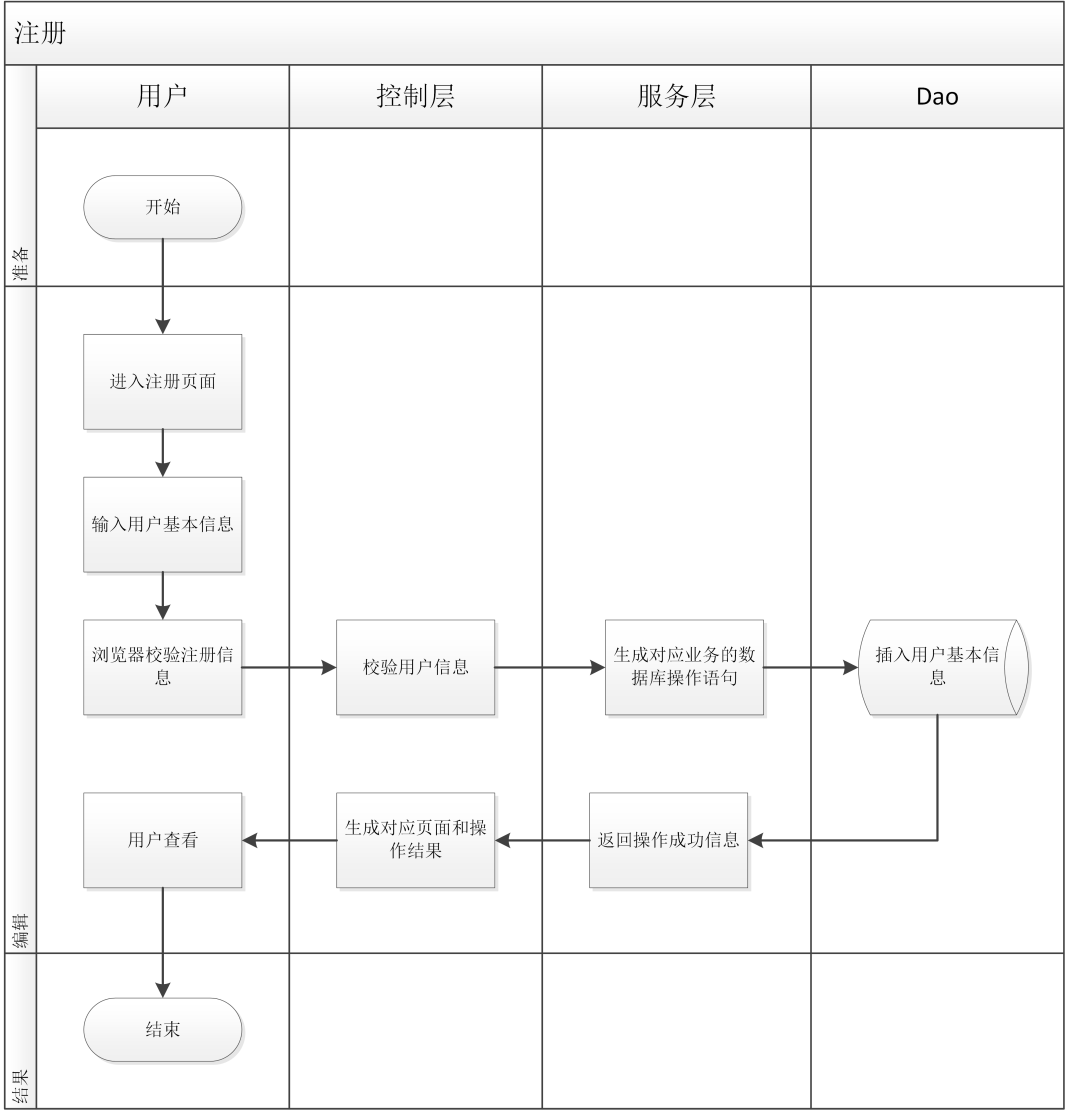 注册
用户
控制层
服务层
Dao
准备
开始
编辑
进入注册页面
输入用户基本信息
浏览器校验注册信
息
校验用户信息
生成对应业务的数
据库操作语句
插入用户基本信
息
用户查看
生成对应页面和操
作结果
返回操作成功信息
结果
结束